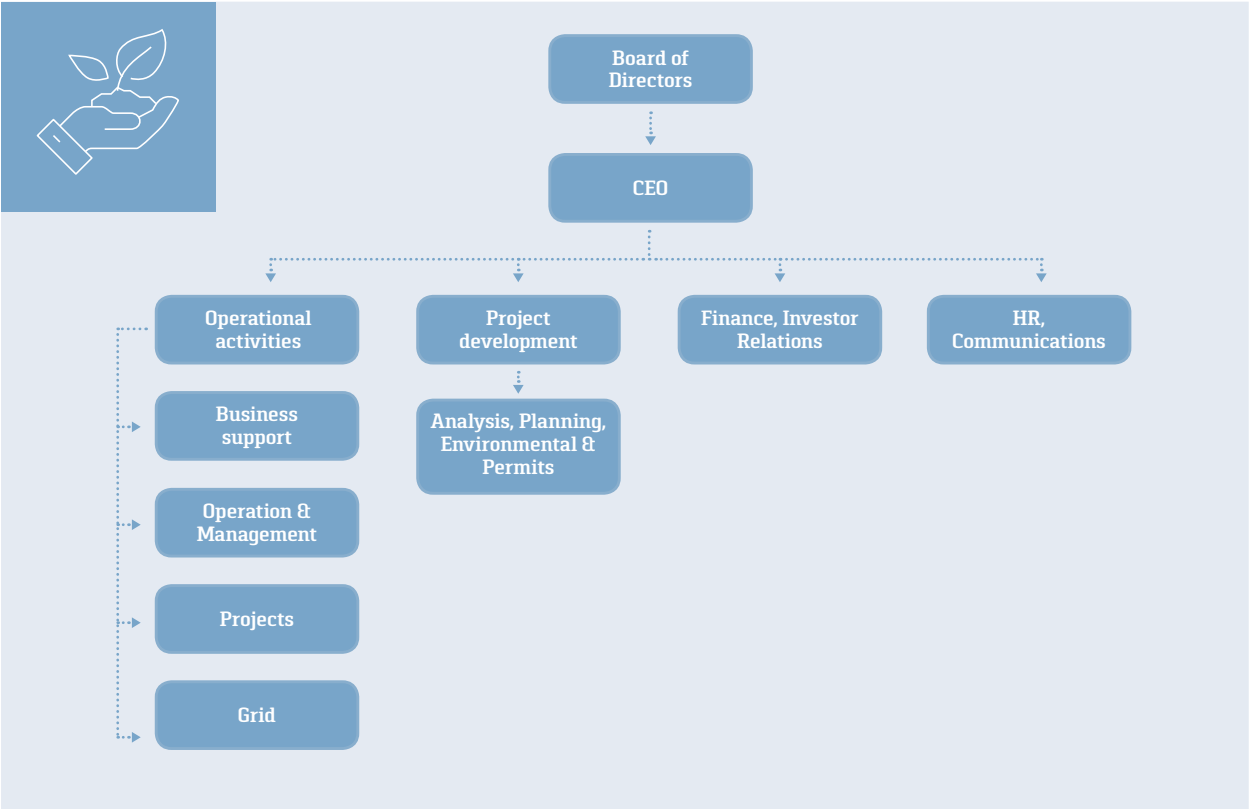 Board of
Directors
CEO
Operational
activities
Project
development
Finance, Investor
Relations
HR,
Communications
Business
support
Analysis, Planning,
Environmental &
Permits
Operation &
Management
Projects
Grid